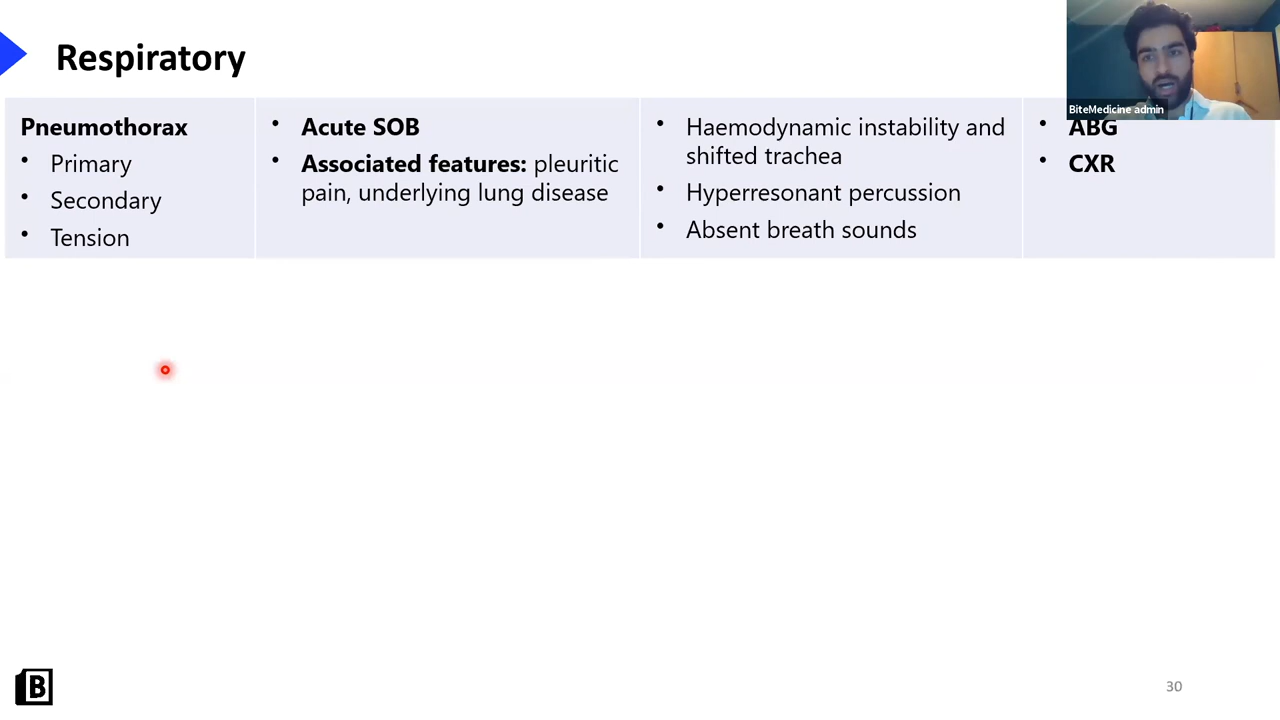 Respiratory
BiteMedicine admin
Pneumothorax
• Primary
• Secondary
• Tension
• Acute SOB
• Associated features: pleuritic
pain, underlying lung disease
• Haemodynamic instability and
shifted trachea
• Hyperresonant percussion
• Absent breath sounds
• ABG
• CXR
B
30